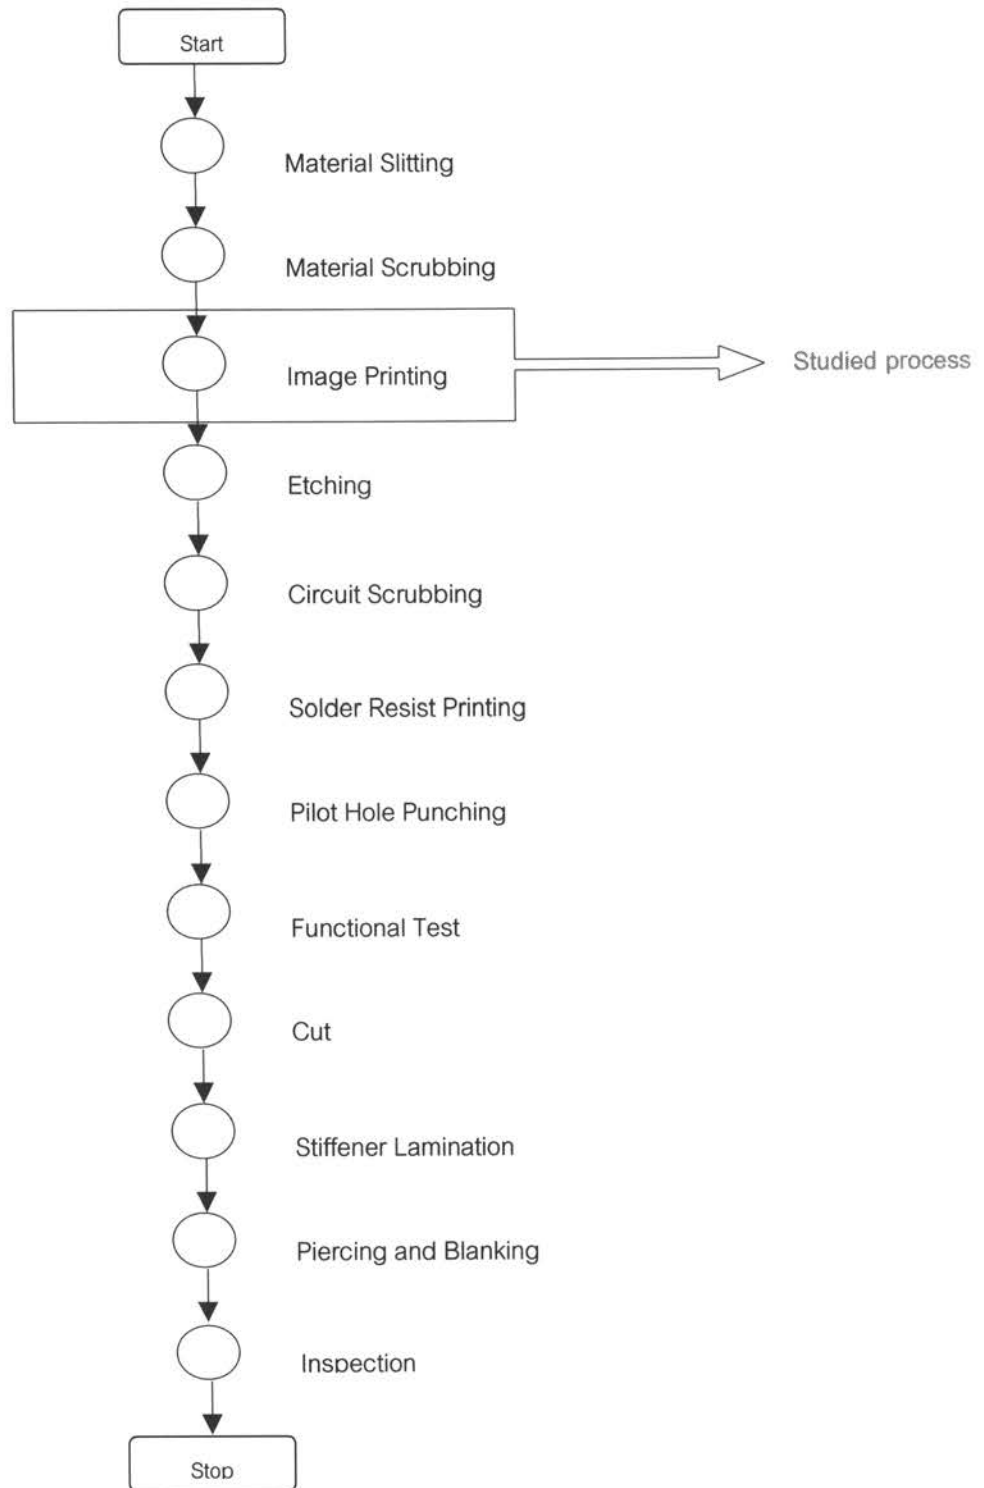 Start
Material Slitting
Material Scrubbing
Image Printing
Studied process
Etching
Circuit Scrubbing
Solder Resist Printing
Pilot Hole Punching
Functional Test
Cut
Stiffener Lamination
Piercing and Blanking
Inspection
Stop